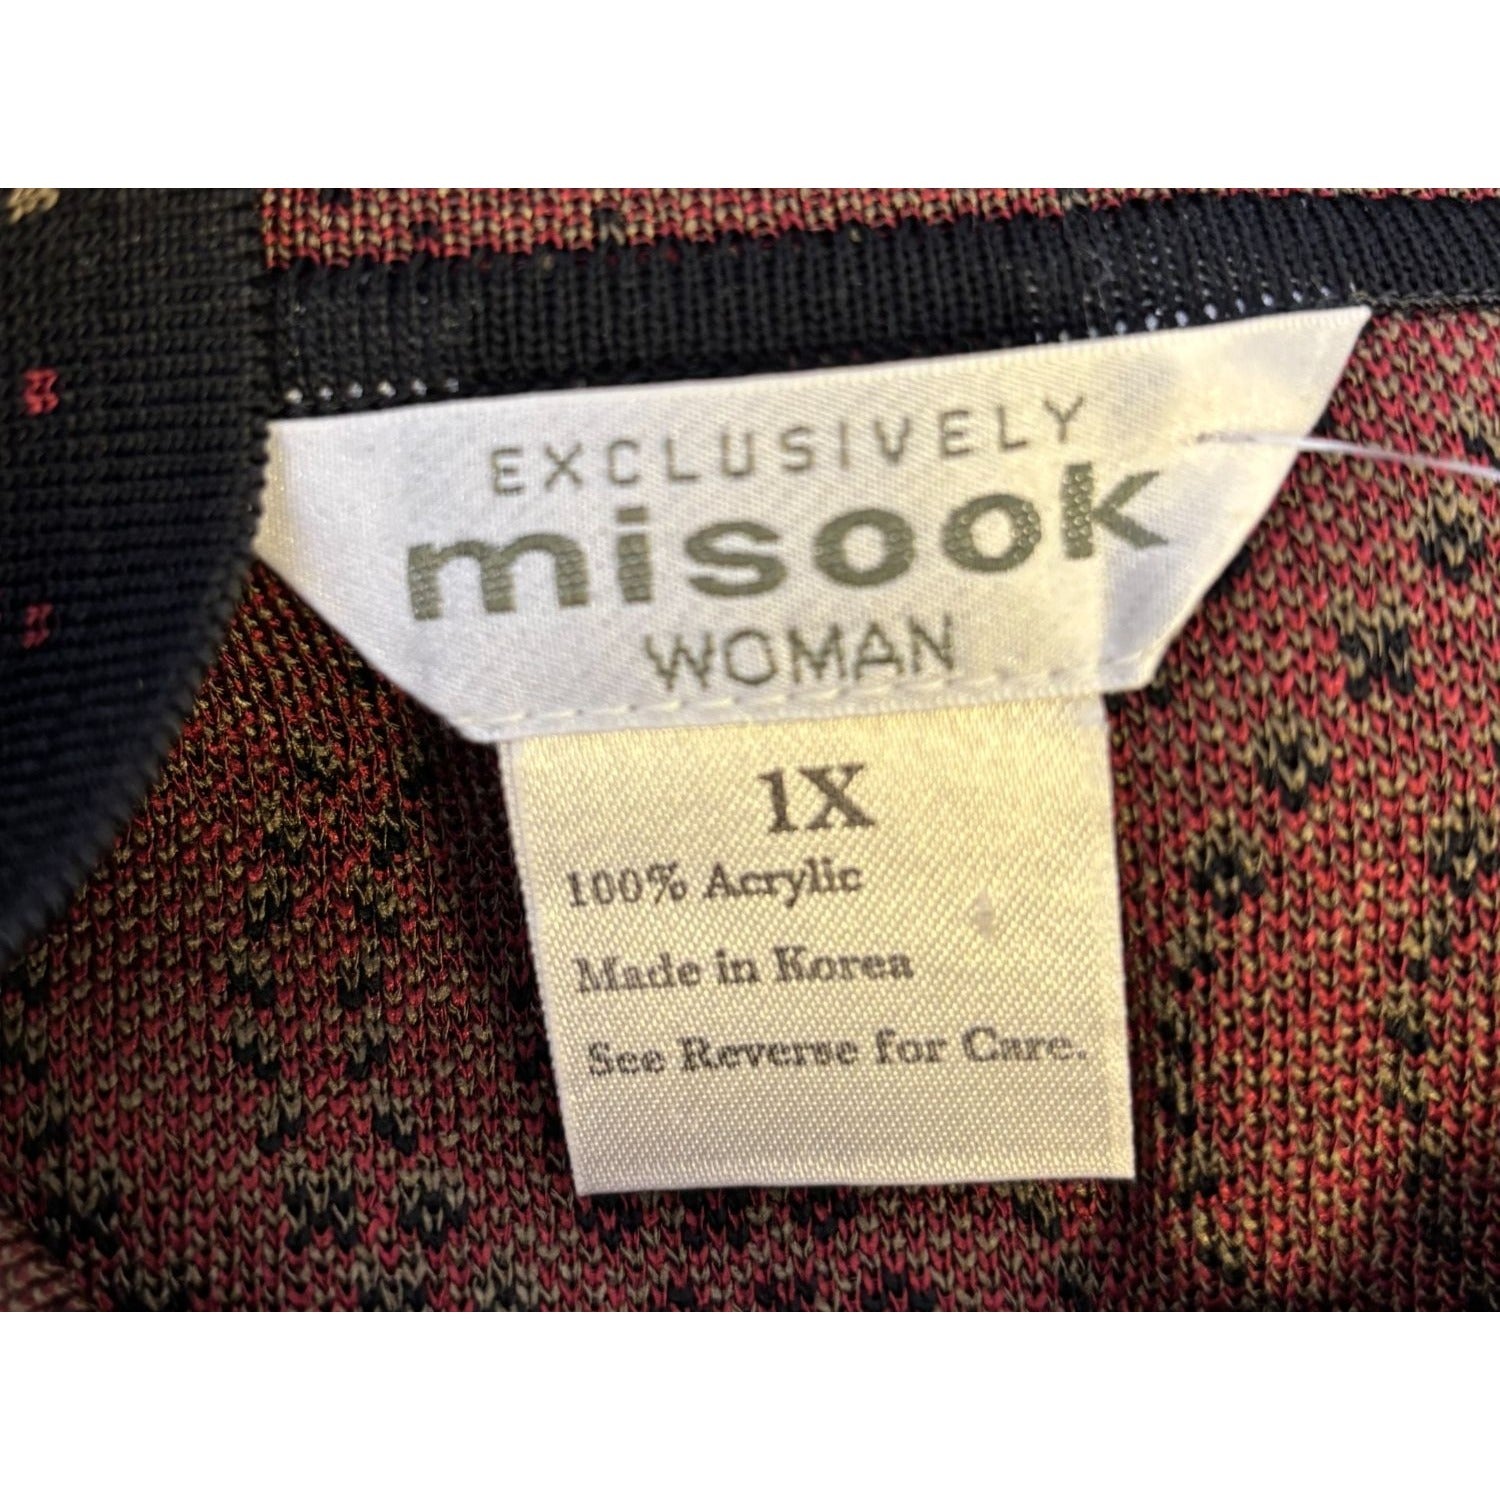 EXCLUSIVELY
misook
WOMAN
1X
100% Acrylic
Made in Korea
See Reverse for Care.